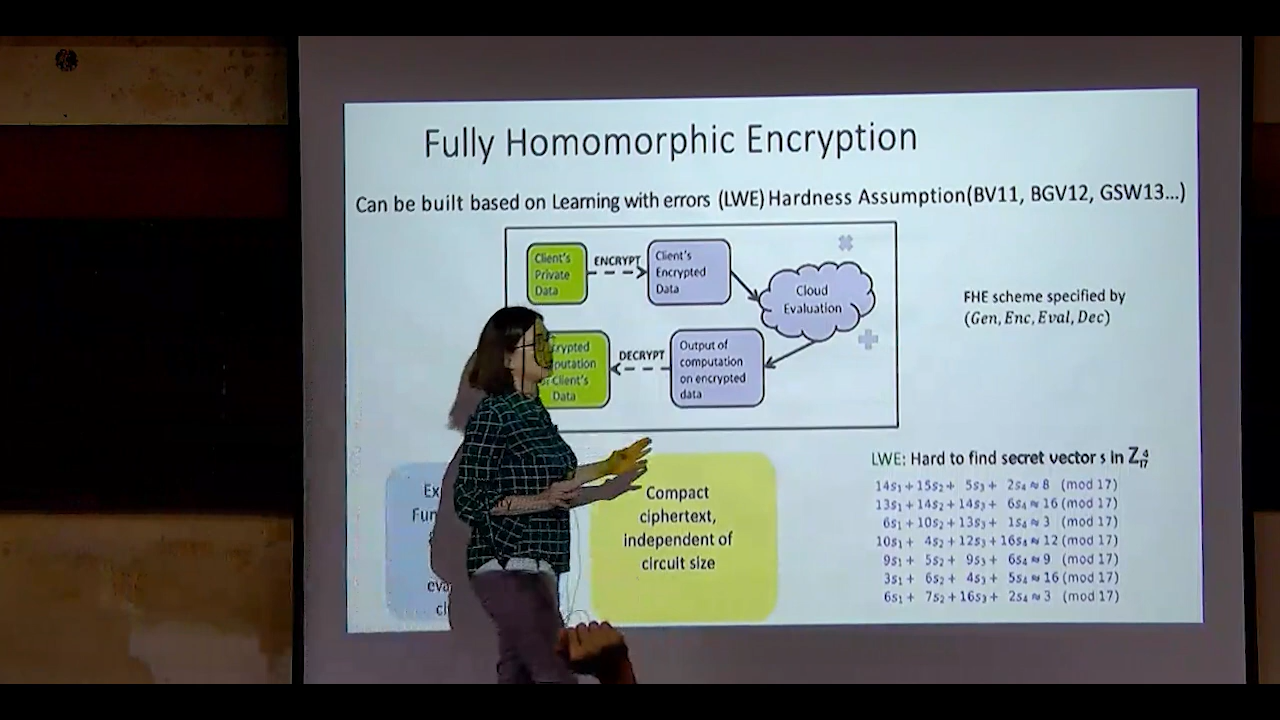 Fully Homomorphic Encryption
Can be built based on Learning with errors (LWE) Hardness Assumption(BV11, BGV12, GSW13...)
Client's
Private
Data
ENCRYPT
Client's
Encrypted
Data
Cloud
Evaluation
FHE scheme specified by
(Gen, Enc, Eval, Dec)
Client's
Data
DECRYPT
Output of
computation
on encrypted
data
Compact
ciphertext,
independent of
circuit size
LWE: Hard to find secret vector s in Z₁₇⁴
14s₁ + 15s₂ + 5s₃ + 2s₄ ≈ 8 (mod 17)
13s₁ + 14s₂ + 14s₃ + 6s₄ ≈ 16 (mod 17)
6s₁ + 10s₂ + 13s₃ + 1s₄ ≈ 3 (mod 17)
10s₁ + 4s₂ + 12s₃ + 16s₄ ≈ 12 (mod 17)
9s₁ + 5s₂ + 9s₃ + 6s₄ ≈ 9 (mod 17)
3s₁ + 6s₂ + 4s₃ + 5s₄ ≈ 16 (mod 17)
6s₁ + 7s₂ + 16s₃ + 2s₄ ≈ 3 (mod 17)